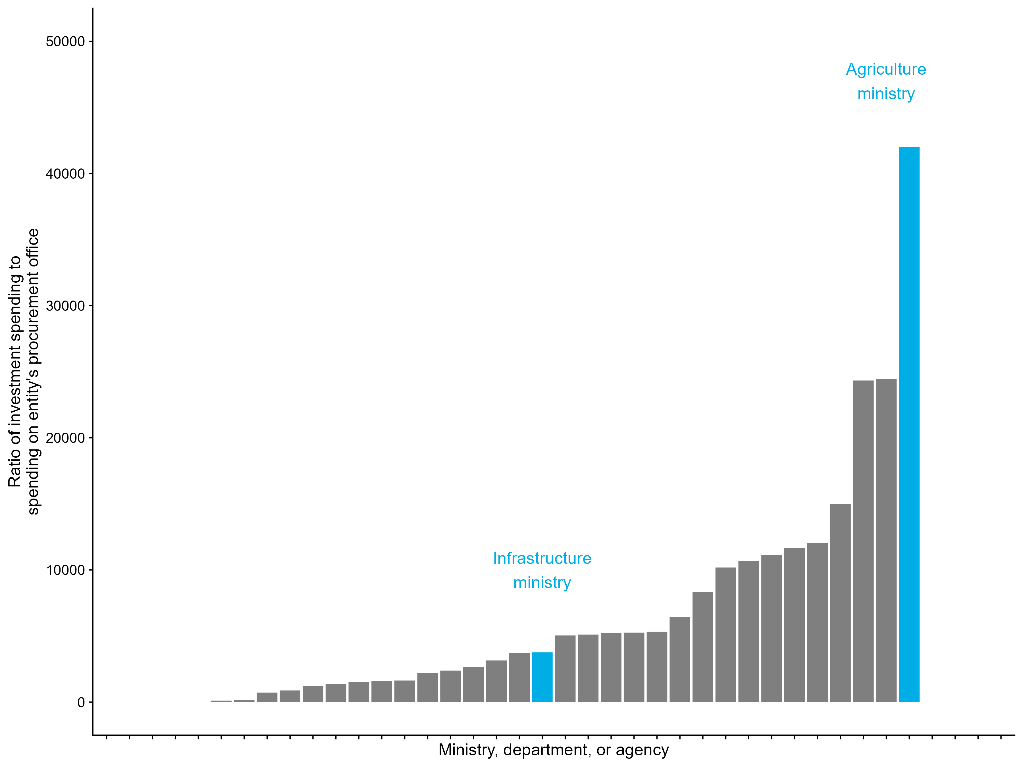 50000
40000
30000
20000
10000
0
Ratio of investment spending to
spending on entity's procurement office
Agriculture
ministry
Infrastructure
ministry
Ministry, department, or agency